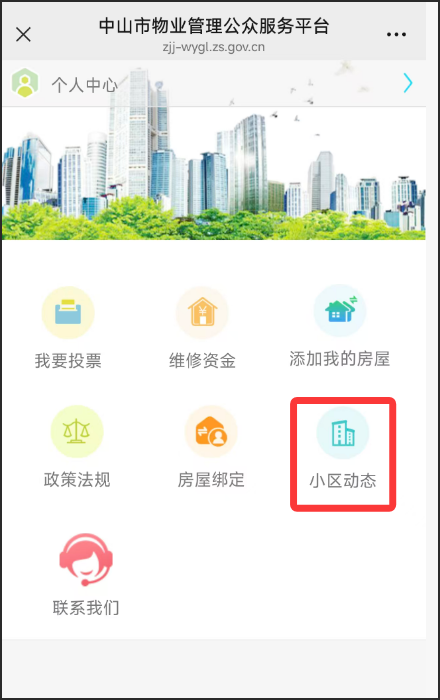 中山市物业管理公众服务平台
zjj-wygl.zs.gov.cn
个人中心
我要投票
维修资金
添加我的房屋
政策法规
房屋绑定
小区动态
联系我们